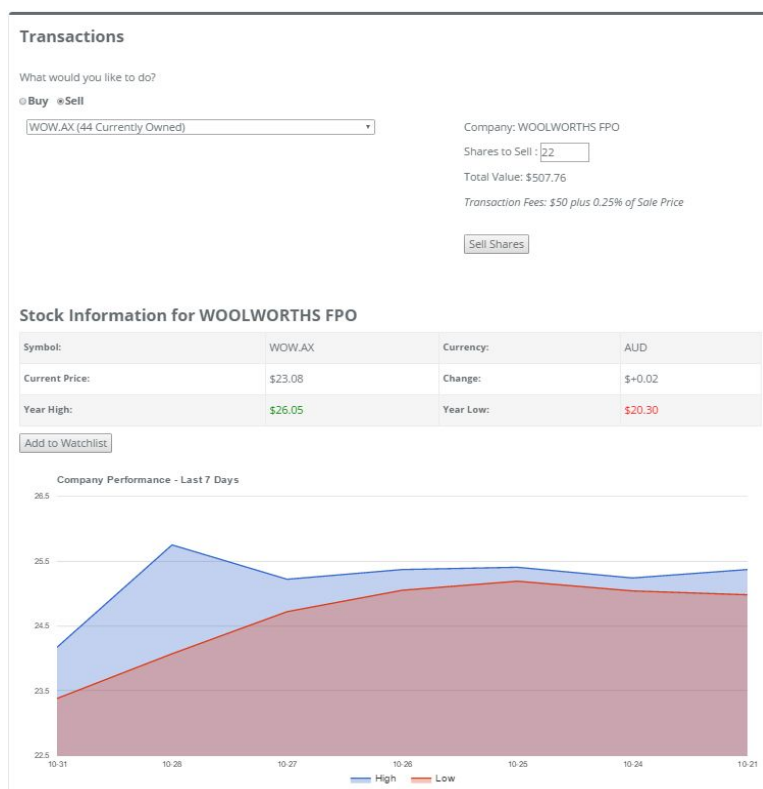 Transactions
What would you like to do?
Buy Sell
WOW.AX (44 Currently Owned)
Company: WOOLWORTHS FPO
Shares to Sell : 22
Total Value: $507.76
Transaction Fees: $50 plus 0.25% of Sale Price
Sell Shares
Stock Information for WOOLWORTHS FPO
Symbol: WOW.AX Currency: AUD
Current Price: $23.08 Change: $+0.02
Year High: $26.05 Year Low: $20.30
Add to Watchlist
Company Performance - Last 7 Days
26.5
25.5
24.5
23.5
22.5
10-31 10-28 10-27 10-26 10-25 10-24 10-21
High Low